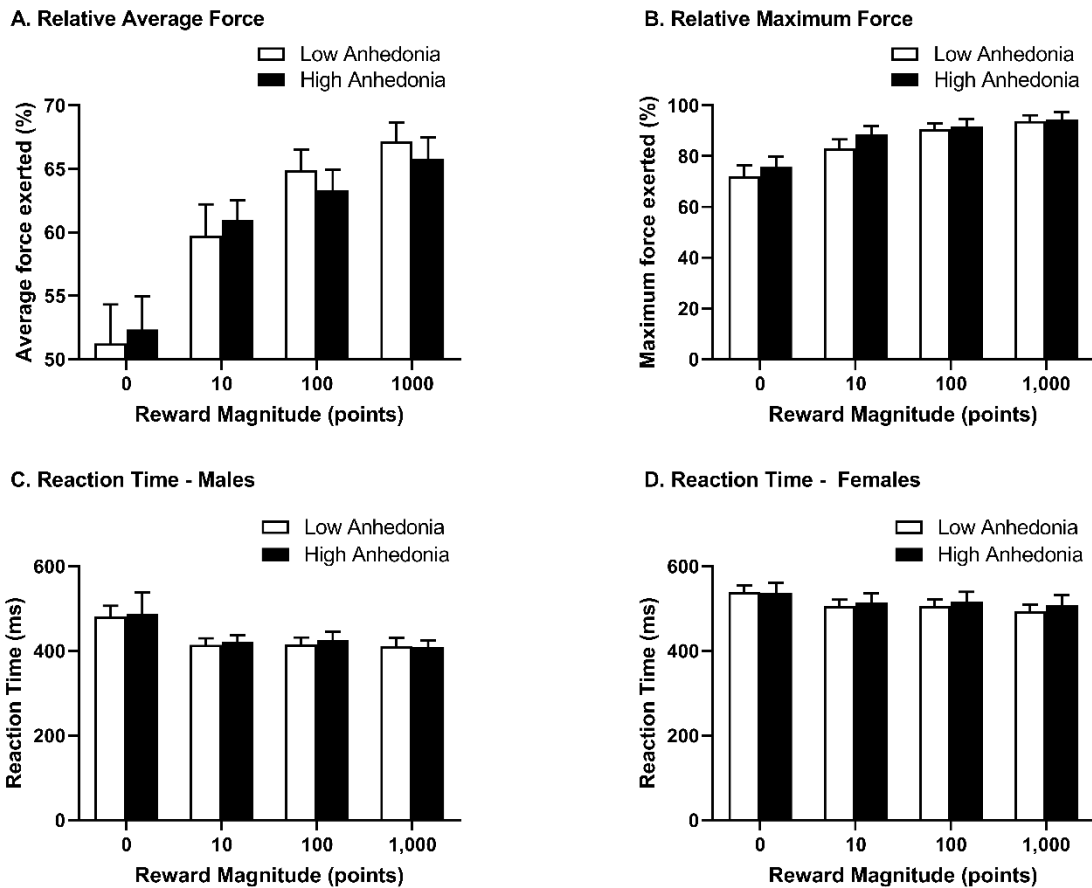 A. Relative Average Force
Low Anhedonia
High Anhedonia
Average force exerted (%)
70
65
60
55
50
0 10 100 1000
Reward Magnitude (points)
B. Relative Maximum Force
Low Anhedonia
High Anhedonia
Maximum force exerted (%)
100
80
60
40
20
0
0 10 100 1,000
Reward Magnitude (points)
C. Reaction Time - Males
Low Anhedonia
High Anhedonia
Reaction Time (ms)
600
400
200
0
0 10 100 1,000
Reward Magnitude (points)
D. Reaction Time - Females
Low Anhedonia
High Anhedonia
Reaction Time (ms)
600
400
200
0
0 10 100 1,000
Reward Magnitude (points)